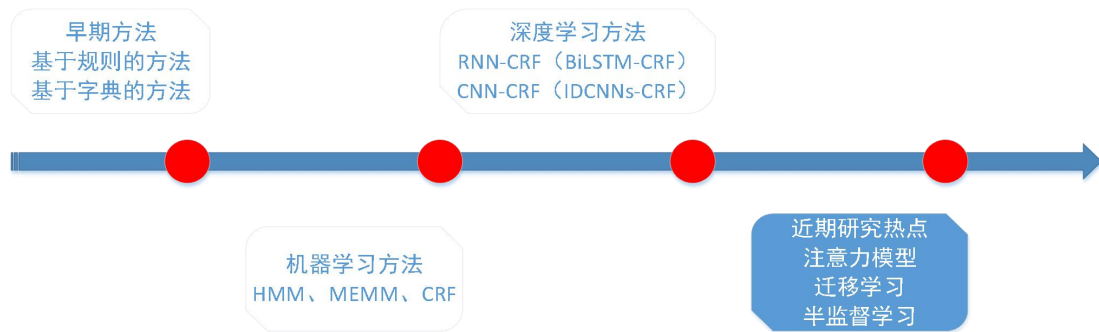 早期方法
基于规则的方法
基于字典的方法
深度学习方法
RNN-CRF（BiLSTM-CRF）
CNN-CRF（IDCNNs-CRF）
机器学习方法
HMM、MEMM、CRF
近期研究热点
注意力模型
迁移学习
半监督学习